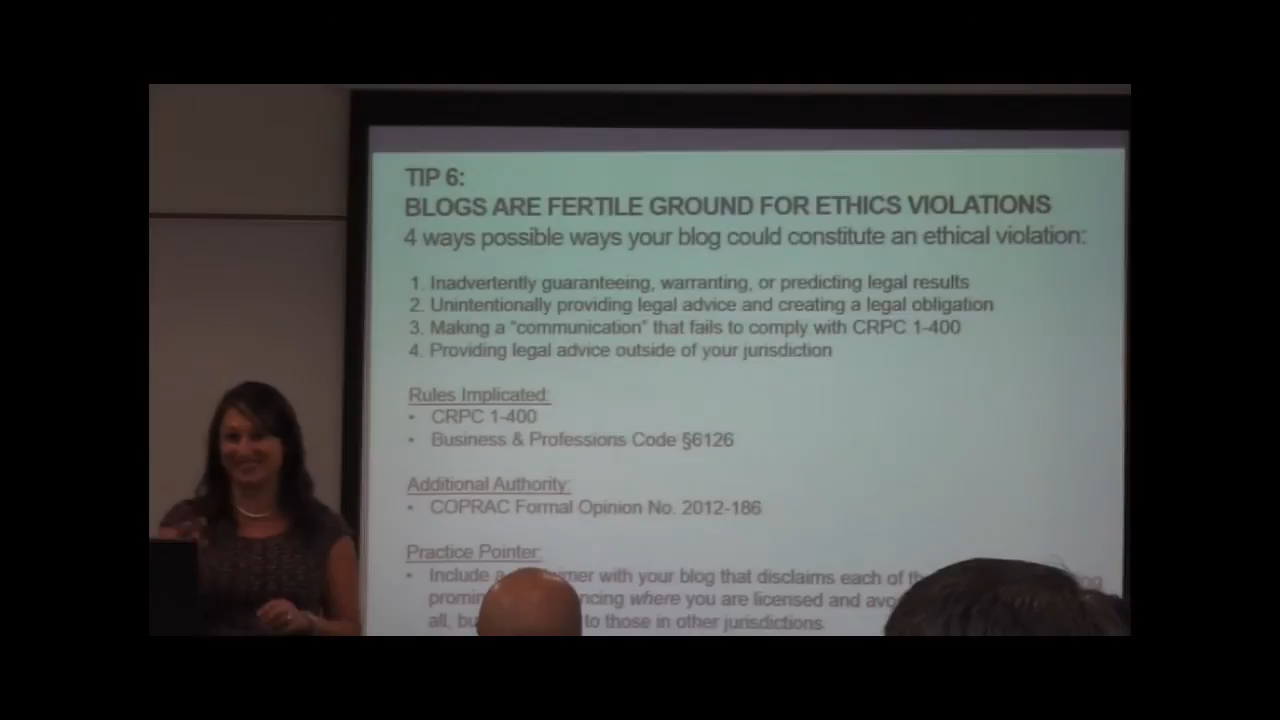 TIP 6:
BLOGS ARE FERTILE GROUND FOR ETHICS VIOLATIONS
4 ways possible ways your blog could constitute an ethical violation:
1. Inadvertently guaranteeing, warranting, or predicting legal results
2. Unintentionally providing legal advice and creating a legal obligation
3. Making a "communication" that fails to comply with CRPC 1-400
4. Providing legal advice outside of your jurisdiction
Rules Implicated:
• CRPC 1-400
• Business & Professions Code §6126
Additional Authority:
• COPRAC Formal Opinion No. 2012-186
Practice Pointer:
• Include with your blog that disclaims each of
where you are licensed and
all, to those in other jurisdictions